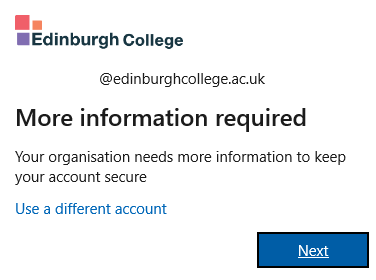 Edinburgh College
@edinburghcollege.ac.uk
More information required
Your organisation needs more information to keep
your account secure
Use a different account
Next